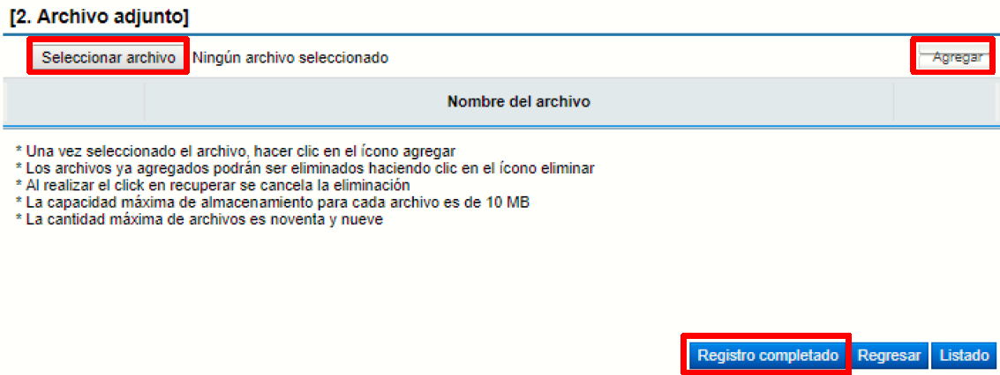 [2. Archivo adjunto]
Seleccionar archivo Ningún archivo seleccionado Agregar
Nombre del archivo
* Una vez seleccionado el archivo, hacer clic en el ícono agregar
* Los archivos ya agregados podrán ser eliminados haciendo clic en el ícono eliminar
* Al realizar el click en recuperar se cancela la eliminación
* La capacidad máxima de almacenamiento para cada archivo es de 10 MB
* La cantidad máxima de archivos es noventa y nueve
Registro completado Regresar Listado